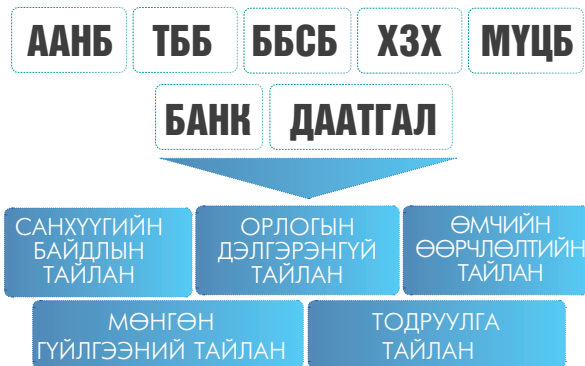 ААНБ ТББ ББСБ ХЗХ МҮЦБ
БАНК ДААТГАЛ
САНХҮҮГИЙН
БАЙДЛЫН
ТАЙЛАН
ОРЛОГЫН
ДЭЛГЭРЭНГҮЙ
ТАЙЛАН
ӨМЧИЙН
ӨӨРЧЛӨЛТИЙН
ТАЙЛАН
МӨНГӨН
ГҮЙЛГЭЭНИЙ ТАЙЛАН
ТОДРУУЛГА
ТАЙЛАН